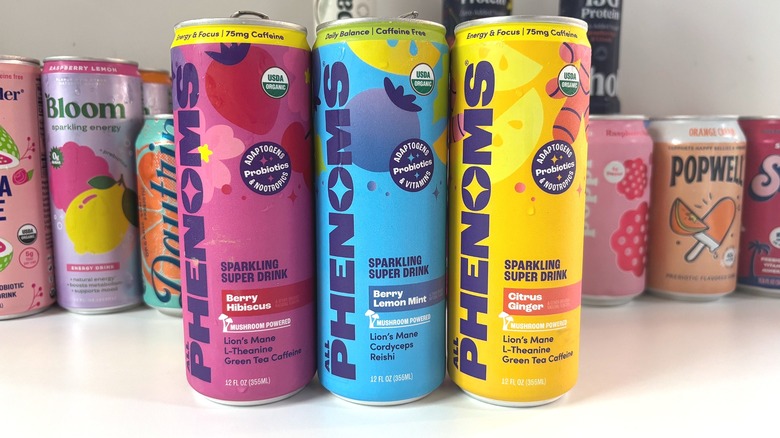 Energy & Focus | 75mg Caffeine
USDA
ORGANIC
ALL PHENOMS
ADAPTOGENS
Probiotics
& NOOTROPICS
SPARKLING
SUPER DRINK
Berry
Hibiscus
MUSHROOM POWERED
Lion's Mane
L-Theanine
Green Tea Caffeine
12 FL OZ (355ML)
Daily Balance | Caffeine Free
USDA
ORGANIC
ALL PHENOMS
ADAPTOGENS
Probiotics
& VITAMINS
SPARKLING
SUPER DRINK
Berry
Lemon Mint
MUSHROOM POWERED
Lion's Mane
Cordyceps
Reishi
12 FL OZ (355ML)
Energy & Focus | 75mg Caffeine
USDA
ORGANIC
ALL PHENOMS
ADAPTOGENS
Probiotics
& NOOTROPICS
SPARKLING
SUPER DRINK
Citrus
Ginger
MUSHROOM POWERED
Lion's Mane
L-Theanine
Green Tea Caffeine
12 FL OZ (355ML)
RASPBERRY LEMON
Bloom
sparkling energy
ENERGY DRINK
natural energy
POPWELL
Protein
Protein